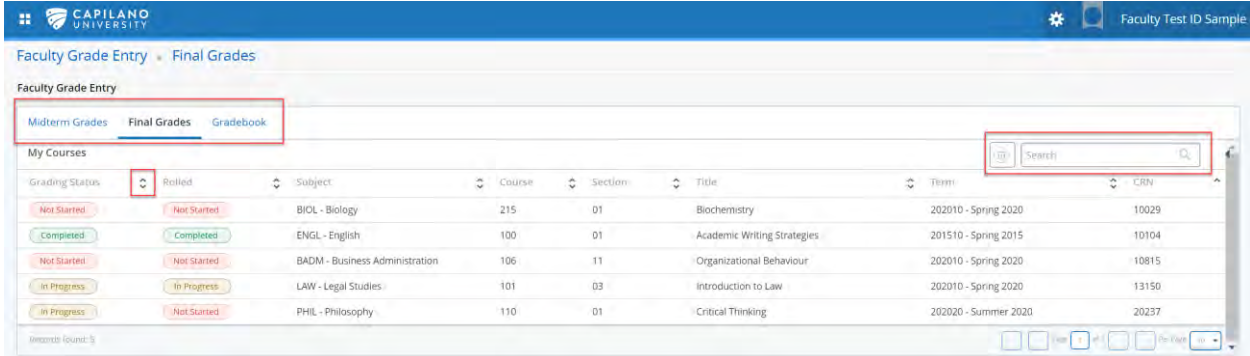 CAPILANO
UNIVERSITY
Faculty Test ID Sample
Faculty Grade Entry Final Grades
Faculty Grade Entry
Midterm Grades Final Grades Gradebook
My Courses Search
Grading Status Rolled Subject Course Section Title Term CRN
Not Started Not Started BIOL - Biology 215 01 Biochemistry 202010 - Spring 2020 10029
Completed Completed ENGL - English 100 01 Academic Writing Strategies 201510 - Spring 2015 10104
Not Started Not Started BADM - Business Administration 106 11 Organizational Behaviour 202010 - Spring 2020 10815
In Progress In Progress LAW - Legal Studies 101 03 Introduction to Law 202010 - Spring 2020 13150
In Progress Not Started PHIL - Philosophy 110 01 Critical Thinking 202020 - Summer 2020 20237
Records Found: 5 Page 1 of Per Page